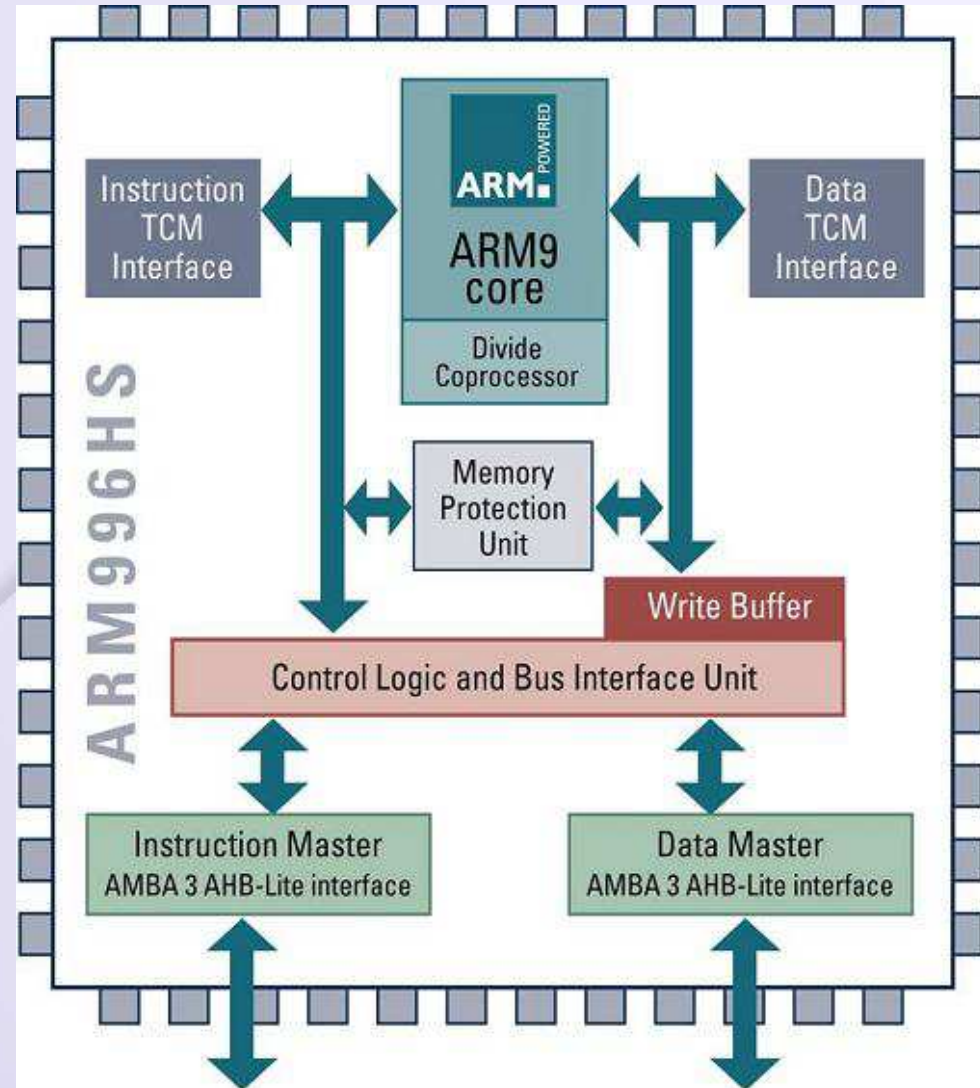 ARM
POWERED
ARM9
core
Divide
Coprocessor
Instruction
TCM
Interface
Data
TCM
Interface
Memory
Protection
Unit
ARM996HS
Write Buffer
Control Logic and Bus Interface Unit
Instruction Master
AMBA 3 AHB-Lite interface
Data Master
AMBA 3 AHB-Lite interface